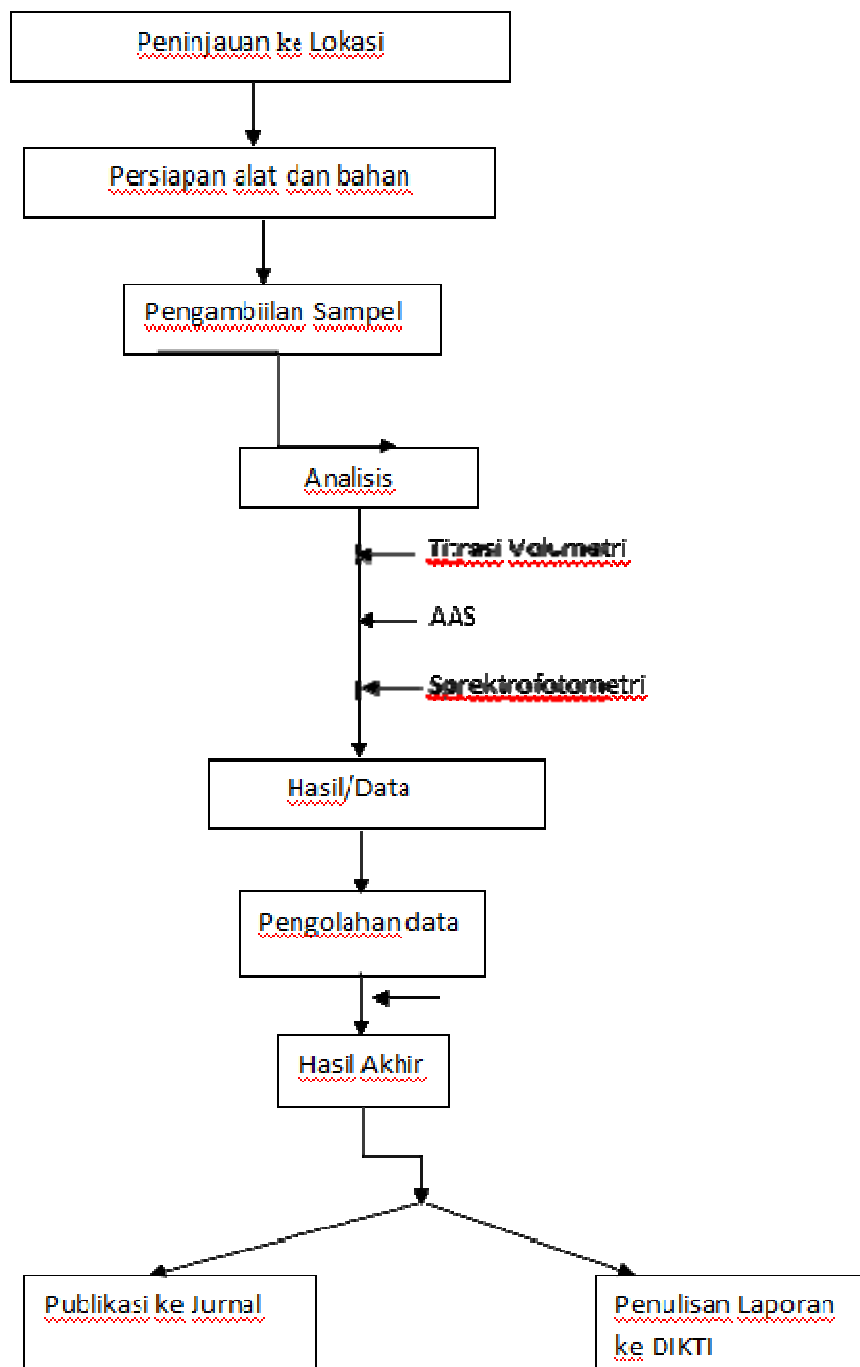 Peninjauan ke Lokasi
Persiapan alat dan bahan
Pengambiilan Sampel
Analisis
Titrasi Volumetri
AAS
Sprektrofotometri
Hasil/Data
Pengolahan data
Hasil Akhir
Publikasi ke Jurnal
Penulisan Laporan
ke DIKTI